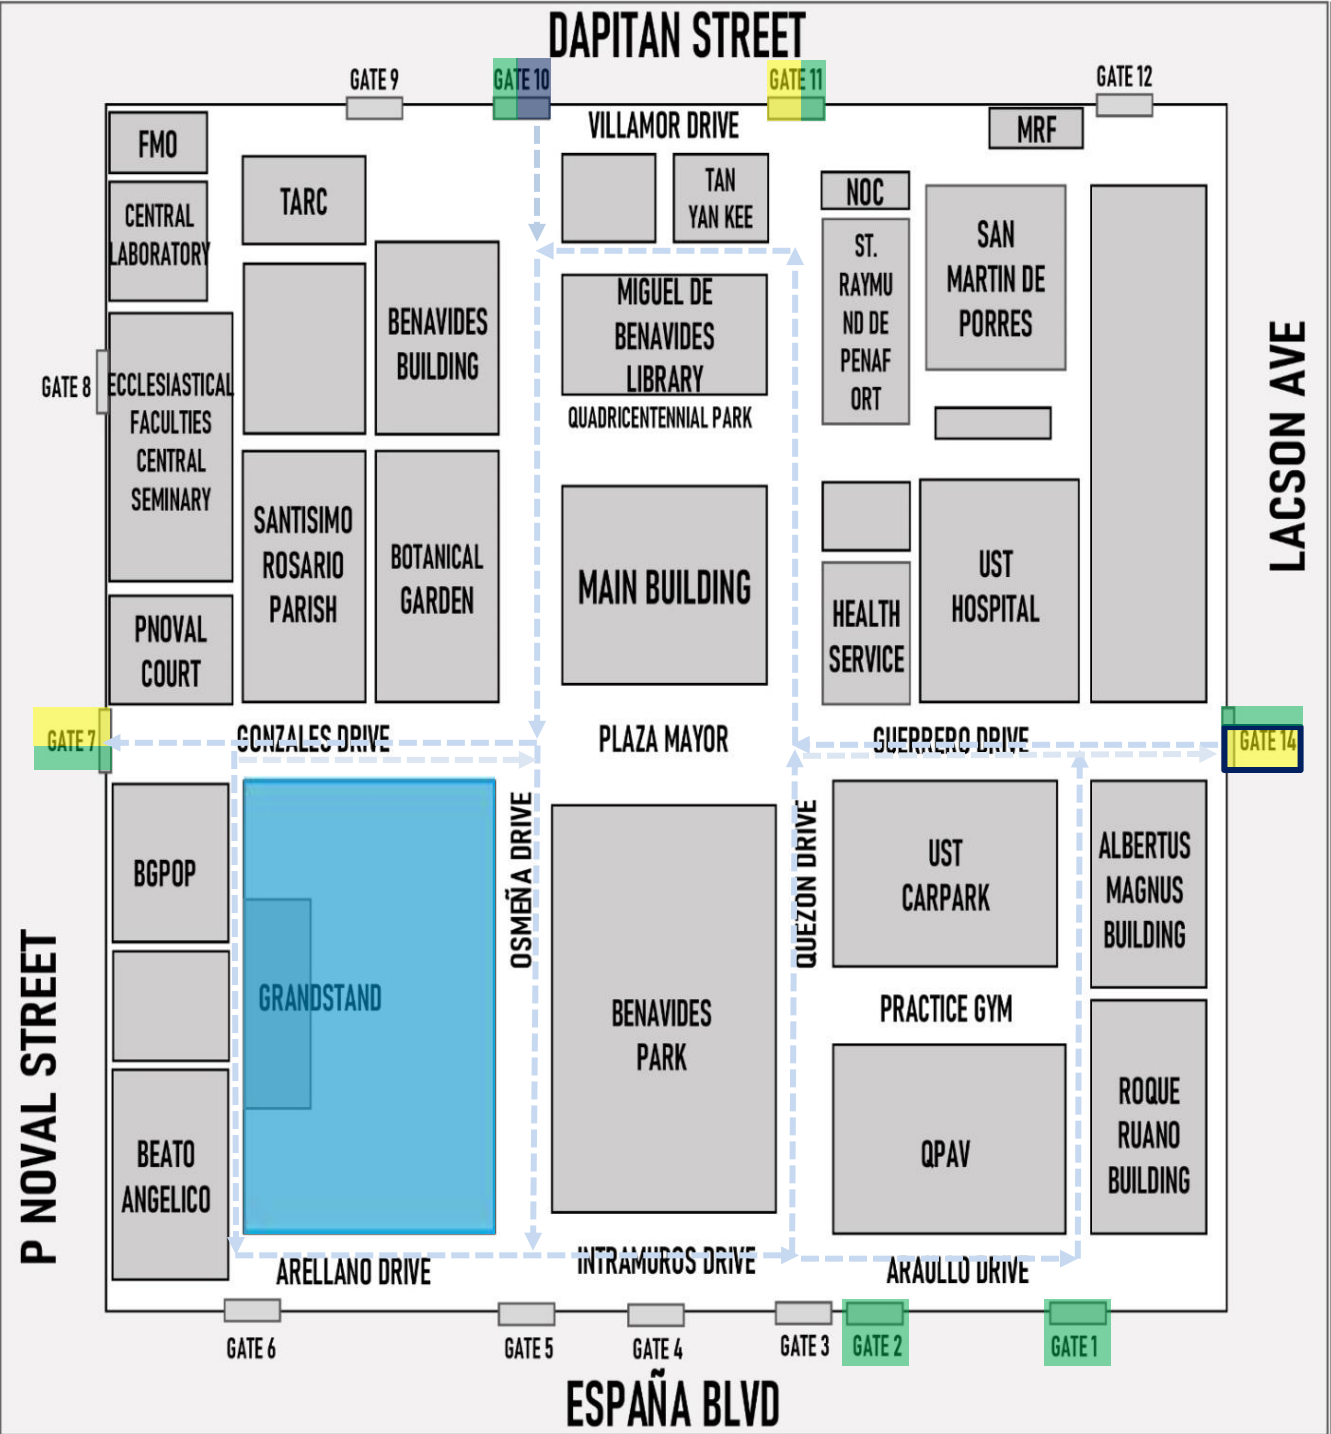 DAPITAN STREET
GATE 9
GATE 10
GATE 11
GATE 12
VILLAMOR DRIVE
MRF
FMO
TARC
TAN
YAN KEE
NOC
CENTRAL
LABORATORY
SAN
MARTIN DE
PORRES
ST.
RAYMU
ND DE
PENAF
ORT
BENAVIDES
BUILDING
MIGUEL DE
BENAVIDES
LIBRARY
GATE 8
ECCLESIASTICAL
FACULTIES
CENTRAL
SEMINARY
QUADRICENTENNIAL PARK
LACSON AVE
SANTISIMO
ROSARIO
PARISH
BOTANICAL
GARDEN
MAIN BUILDING
UST
HOSPITAL
HEALTH
SERVICE
PNOVAL
COURT
GATE 7
GONZALES DRIVE
PLAZA MAYOR
GUERRERO DRIVE
GATE 14
BGPOP
OSMEÑA DRIVE
QUEZON DRIVE
UST
CARPARK
ALBERTUS
MAGNUS
BUILDING
P NOVAL STREET
GRANDSTAND
BENAVIDES
PARK
PRACTICE GYM
BEATO
ANGELICO
QPAV
ROQUE
RUANO
BUILDING
ARELLANO DRIVE
INTRAMUROS DRIVE
ARAULLO DRIVE
GATE 6
GATE 5
GATE 4
GATE 3
GATE 2
GATE 1
ESPAÑA BLVD